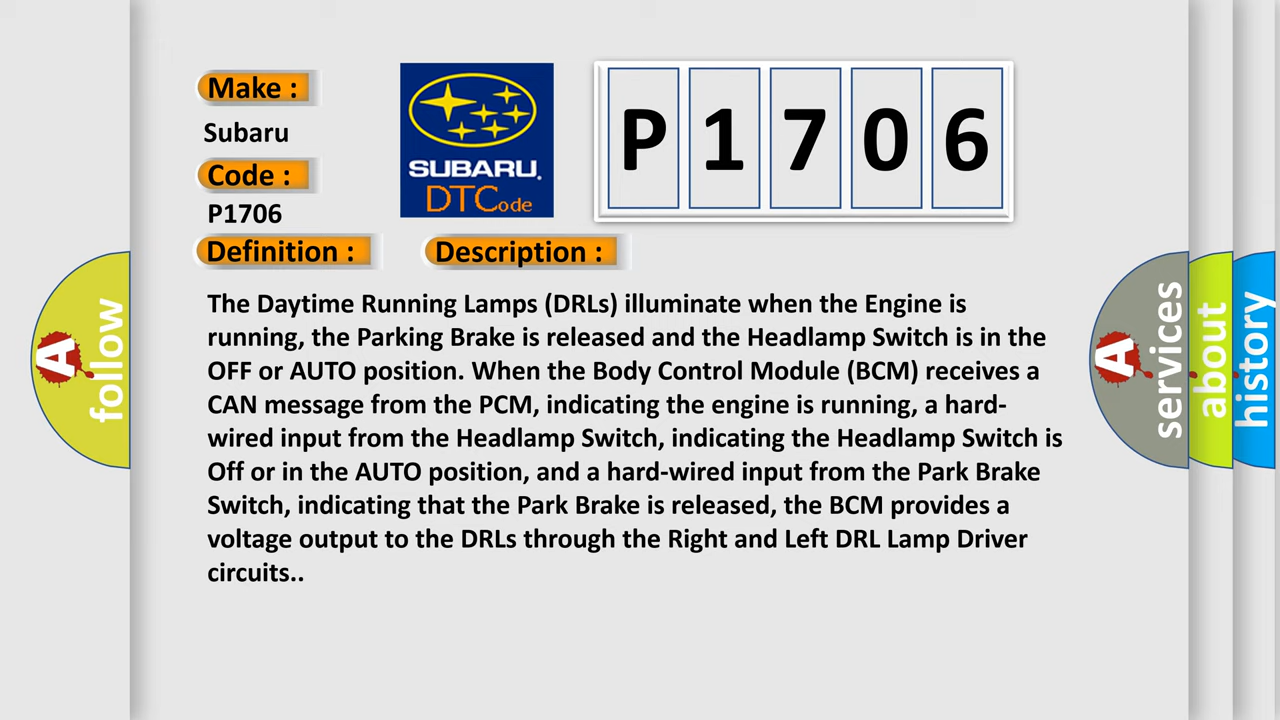 Make :
Subaru
Code :
P1706
Definition :
Description :
SUBARU.
DTCode
P1706
The Daytime Running Lamps (DRLs) illuminate when the Engine is
running, the Parking Brake is released and the Headlamp Switch is in the
OFF or AUTO position. When the Body Control Module (BCM) receives a
CAN message from the PCM, indicating the engine is running, a hard-
wired input from the Headlamp Switch, indicating the Headlamp Switch is
Off or in the AUTO position, and a hard-wired input from the Park Brake
Switch, indicating that the Park Brake is released, the BCM provides a
voltage output to the DRLs through the Right and Left DRL Lamp Driver
circuits..
A
follow
A
services
about
history